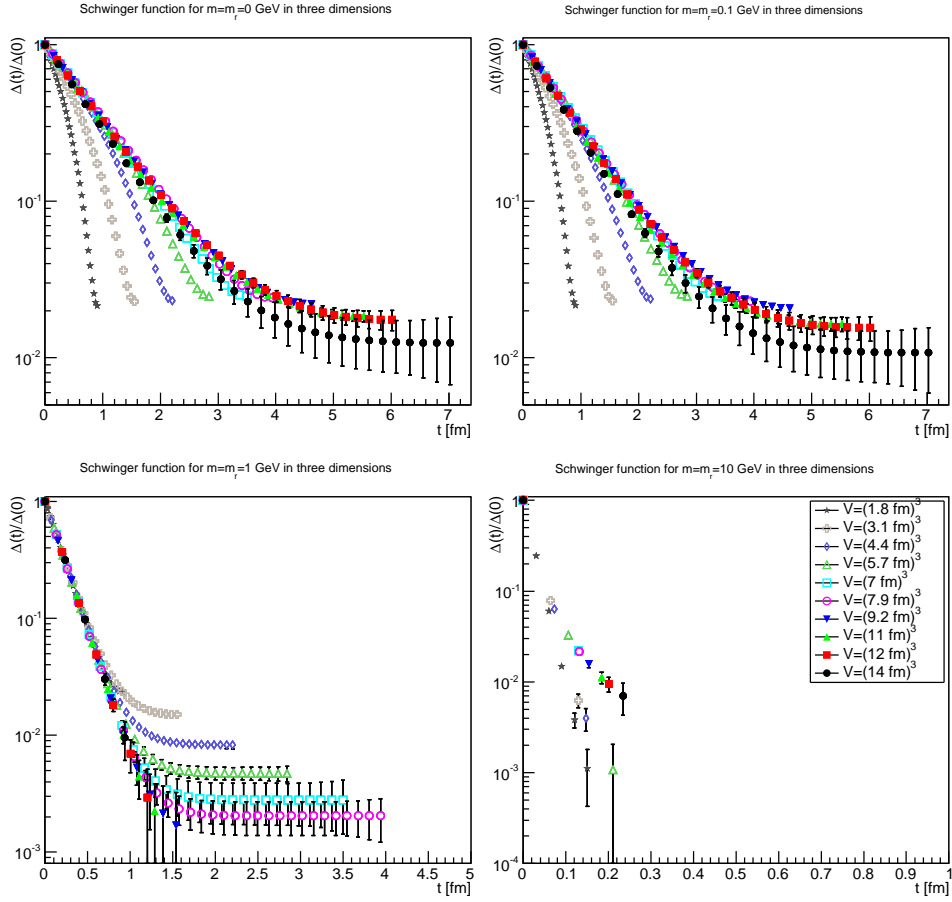 Schwinger function for m=m_r=0 GeV in three dimensions
Δ(t)/Δ(0)
1
10^-1
10^-2
0 1 2 3 4 5 6 7
t [fm]
Schwinger function for m=m_r=0.1 GeV in three dimensions
Δ(t)/Δ(0)
1
10^-1
10^-2
0 1 2 3 4 5 6 7
t [fm]
Schwinger function for m=m_r=1 GeV in three dimensions
Δ(t)/Δ(0)
1
10^-1
10^-2
10^-3
0 0.5 1 1.5 2 2.5 3 3.5 4 4.5 5
t [fm]
Schwinger function for m=m_r=10 GeV in three dimensions
Δ(t)/Δ(0)
1
10^-1
10^-2
10^-3
10^-4
V=(1.8 fm)^3
V=(3.1 fm)^3
V=(4.4 fm)^3
V=(5.7 fm)^3
V=(7 fm)^3
V=(7.9 fm)^3
V=(9.2 fm)^3
V=(11 fm)^3
V=(12 fm)^3
V=(14 fm)^3
0 0.1 0.2 0.3 0.4 0.5 0.6 0.7 0.8 0.9 1
t [fm]